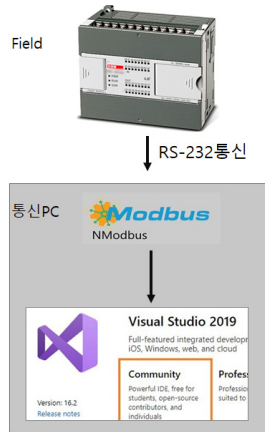 Field
RS-232통신
통신PC
Modbus
NModbus
Visual Studio 2019
Full-featured integrated develop
iOS, Windows, web, and cloud
Community
Profes
Powerful IDE, free for
students, open-source
contributors, and
individuals
Professio
suited to
Version: 16.2
Release notes